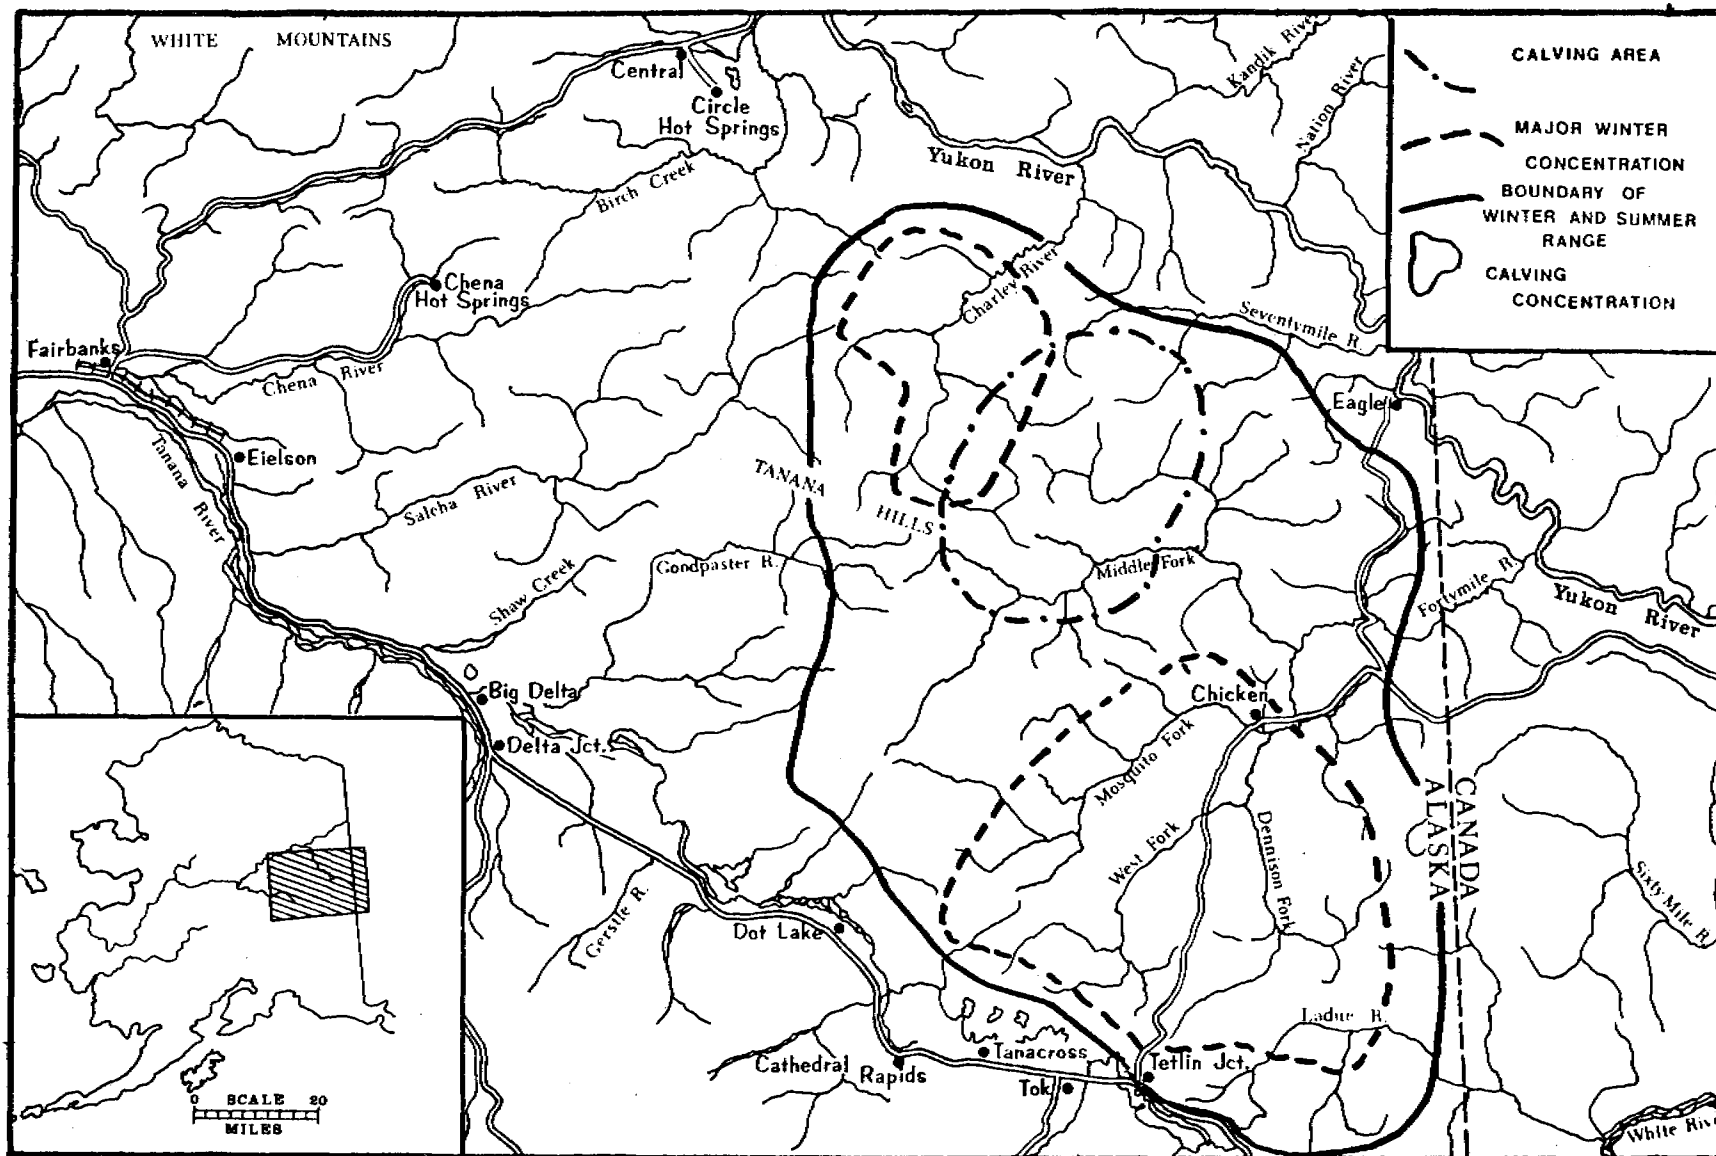 WHITE MOUNTAINS
Central
Circle
Hot Springs
Birch Creek
Yukon River
Kandik River
Nation River
CALVING AREA
MAJOR WINTER
CONCENTRATION
BOUNDARY OF
WINTER AND SUMMER
RANGE
CALVING
CONCENTRATION
Chena
Hot Springs
Charley River
Seventymile R.
Fairbanks
Chena River
Eagle
Eielson
Tanana River
Salcha River
TANANA
HILLS
Shaw Creek
Goodpaster R.
Middle Fork
Fortymile R.
Yukon River
Big Delta
Delta Jct.
Chicken
Mosquito Fork
West Fork
Dennison Fork
CANADA
ALASKA
Sixty Mile R.
Gerstle R.
Dot Lake
Ladue R.
Cathedral Rapids
Tanacross
Tok
Tetlin Jct.
White Riv
0 SCALE 20
MILES